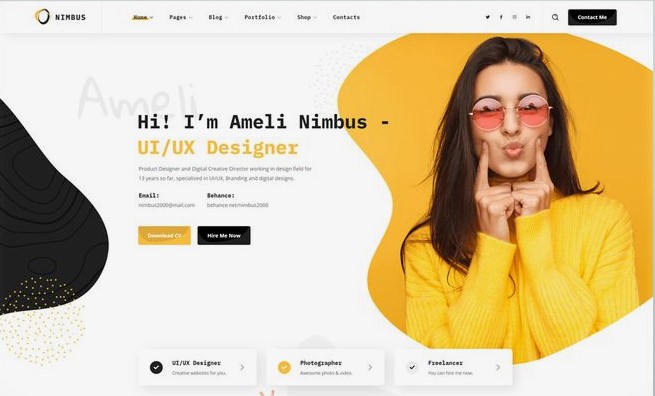 NIMBUS
Home Pages Blog Portfolio Shop Contacts
Contact Me
Ameli
Hi! I’m Ameli Nimbus -
UI/UX Designer
Product Designer and Digital Creative Director working in design field for
13 years so far, specialised in UI/UX, Branding and digital designs.
Email: Behance:
nimbus2000@mail.com behance.net/nimbus2000
Download CV Hire Me Now
UI/UX Designer
Creative websites for you.
Photographer
Awesome photo & video.
Freelancer
You can hire me now.